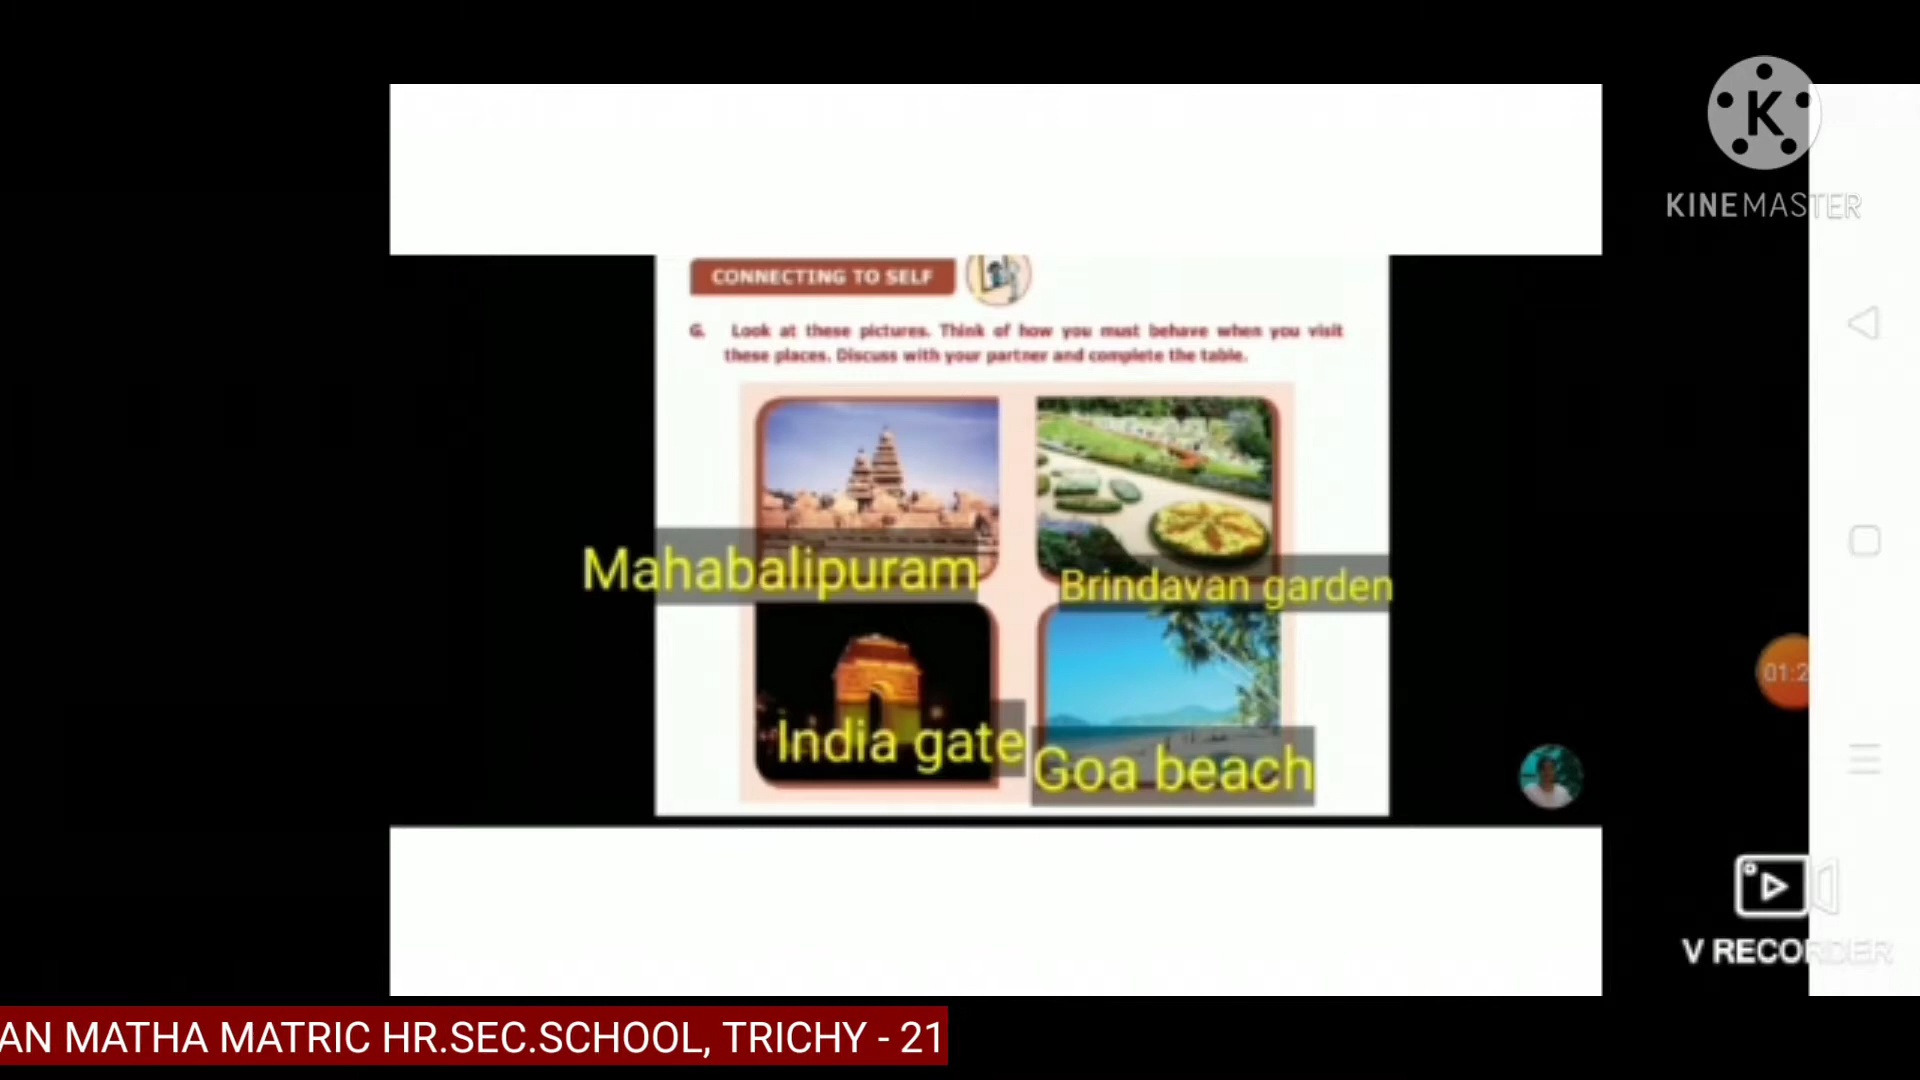 K
KINEMASTER
CONNECTING TO SELF
G. Look at these pictures. Think of how you must behave when you visit
these places. Discuss with your partner and complete the table.
Mahabalipuram
Brindavan garden
India gate
Goa beach
01:2
V RECORDER
AN MATHA MATRIC HR.SEC.SCHOOL, TRICHY - 21